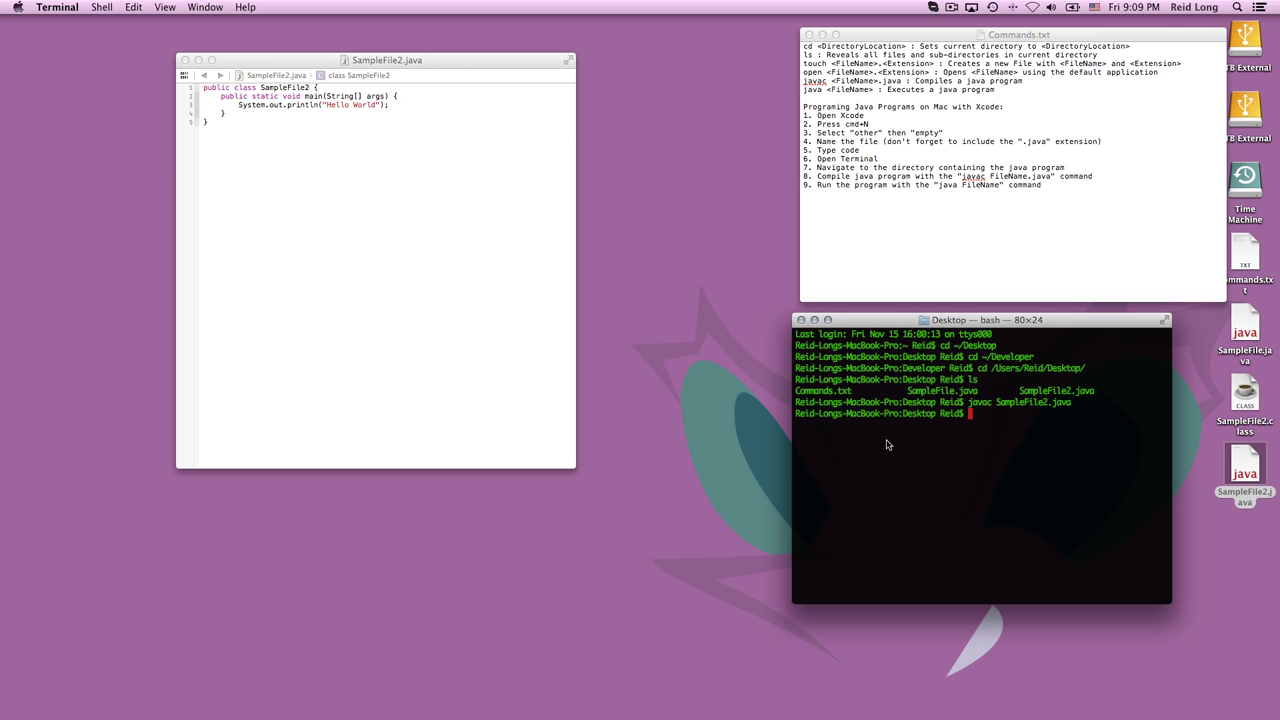 Terminal Shell Edit View Window Help
Fri 9:09 PM Reid Long
SampleFile2.java
SampleFile2.java class SampleFile2
1 public class SampleFile2 {
2 public static void main(String[] args) {
3 System.out.println("Hello World");
4 }
5 }
Commands.txt
cd <DirectoryLocation> : Sets current directory to <DirectoryLocation>
ls : Reveals all files and sub-directories in current directory
touch <FileName>.<Extension> : Creates a new File with <FileName> and <Extension>
open <FileName>.<Extension> : Opens <FileName> using the default application
javac <FileName>.java : Compiles a java program
java <FileName> : Executes a java program
Programing Java Programs on Mac with Xcode:
1. Open Xcode
2. Press cmd+N
3. Select "other" then "empty"
4. Name the file (don't forget to include the ".java" extension)
5. Type code
6. Open Terminal
7. Navigate to the directory containing the java program
8. Compile java program with the "javac FileName.java" command
9. Run the program with the "java FileName" command
Desktop — bash — 80×24
Last login: Fri Nov 15 16:00:13 on ttys000
Reid-Longs-MacBook-Pro:~ Reid$ cd ~/Desktop
Reid-Longs-MacBook-Pro:Desktop Reid$ cd ~/Developer
Reid-Longs-MacBook-Pro:Developer Reid$ cd /Users/Reid/Desktop/
Reid-Longs-MacBook-Pro:Desktop Reid$ ls
Commands.txt SampleFile.java SampleFile2.java
Reid-Longs-MacBook-Pro:Desktop Reid$ javac SampleFile2.java
Reid-Longs-MacBook-Pro:Desktop Reid$
TB External
TB External
Time
Machine
TXT
mmands.tx
t
java
SampleFile.ja
va
CLASS
SampleFile2.c
lass
java
SampleFile2.j
ava